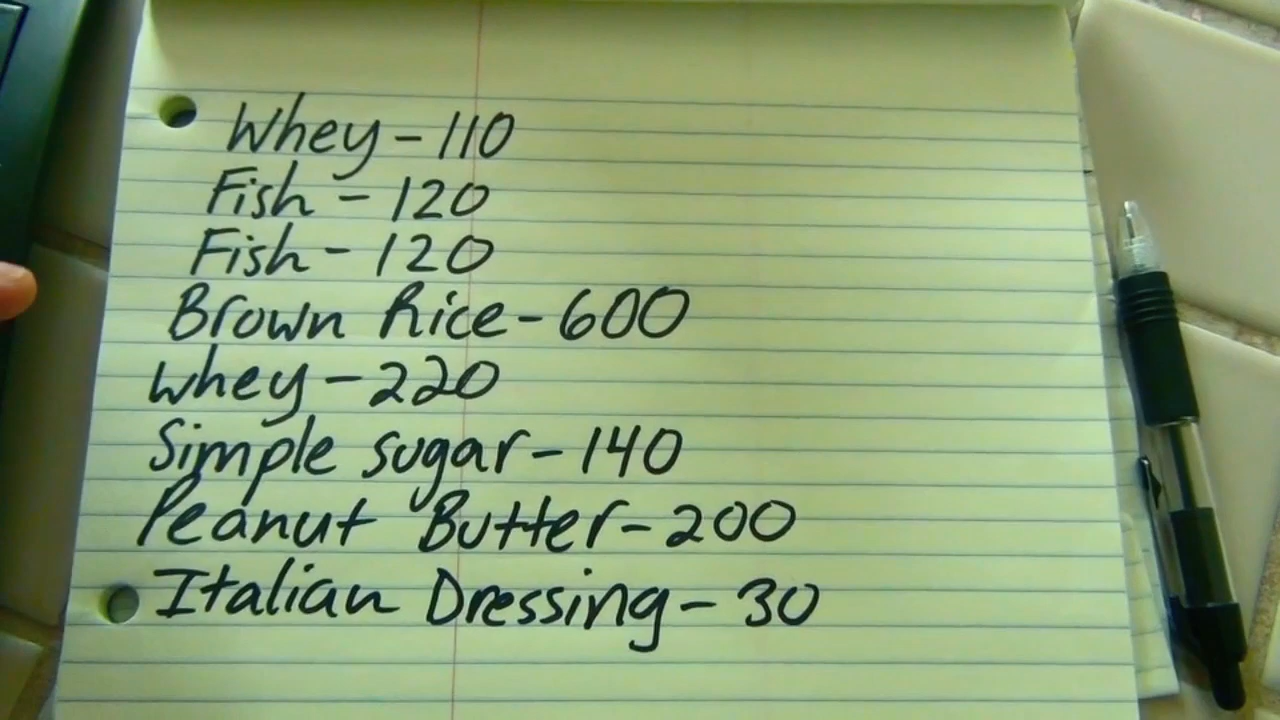 Whey - 110
Fish - 120
Fish - 120
Brown Rice - 600
Whey - 220
Simple sugar - 140
Peanut Butter - 200
Italian Dressing - 30